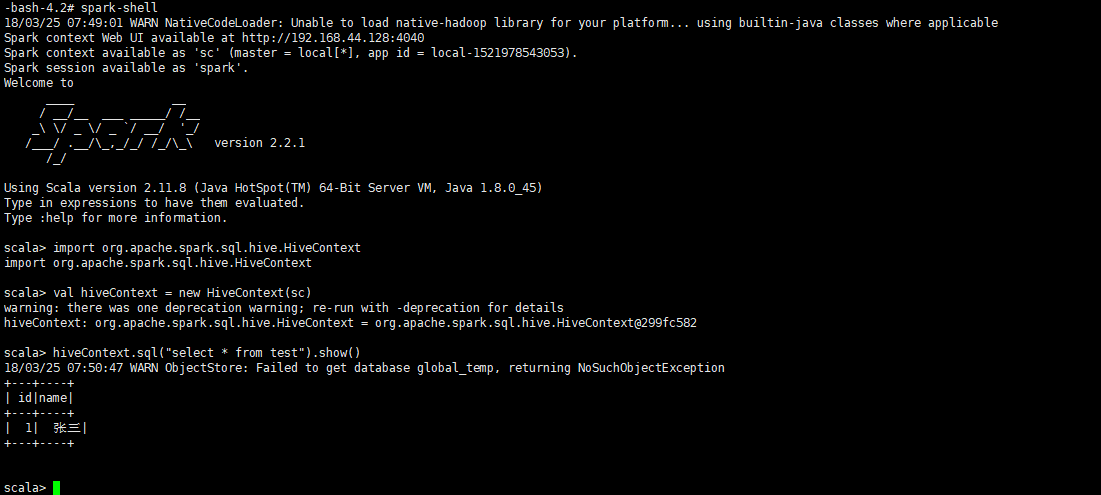 -bash-4.2# spark-shell
18/03/25 07:49:01 WARN NativeCodeLoader: Unable to load native-hadoop library for your platform... using builtin-java classes where applicable
Spark context Web UI available at http://192.168.44.128:4040
Spark context available as 'sc' (master = local[*], app id = local-1521978543053).
Spark session available as 'spark'.
Welcome to
      ____              __
     / __/__  ___ _____/ /__
    _\ \/ _ \/ _ `/ __/  '_/
   /___/ .__/\_,_/_/ /_/\_\   version 2.2.1
      /_/
Using Scala version 2.11.8 (Java HotSpot(TM) 64-Bit Server VM, Java 1.8.0_45)
Type in expressions to have them evaluated.
Type :help for more information.
scala> import org.apache.spark.sql.hive.HiveContext
import org.apache.spark.sql.hive.HiveContext
scala> val hiveContext = new HiveContext(sc)
warning: there was one deprecation warning; re-run with -deprecation for details
hiveContext: org.apache.spark.sql.hive.HiveContext = org.apache.spark.sql.hive.HiveContext@299fc582
scala> hiveContext.sql("select * from test").show()
18/03/25 07:50:47 WARN ObjectStore: Failed to get database global_temp, returning NoSuchObjectException
+---+----+
| id|name|
+---+----+
|  1|  张三|
+---+----+
scala>